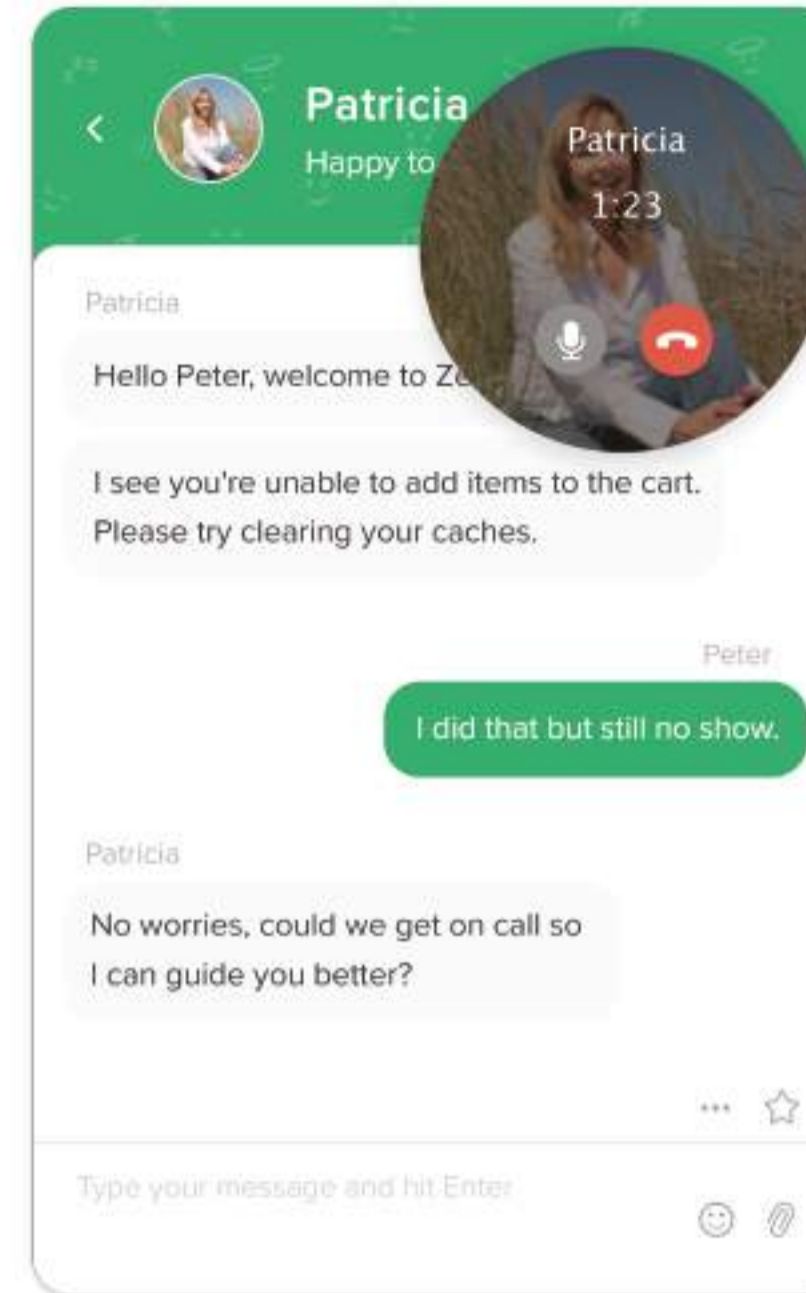 Patricia
Happy to
Patricia
1:23
Patricia
Hello Peter, welcome to
I see you're unable to add items to the cart.
Please try clearing your caches.
Peter
I did that but still no show.
Patricia
No worries, could we get on call so
I can guide you better?
Type your message and hit Enter